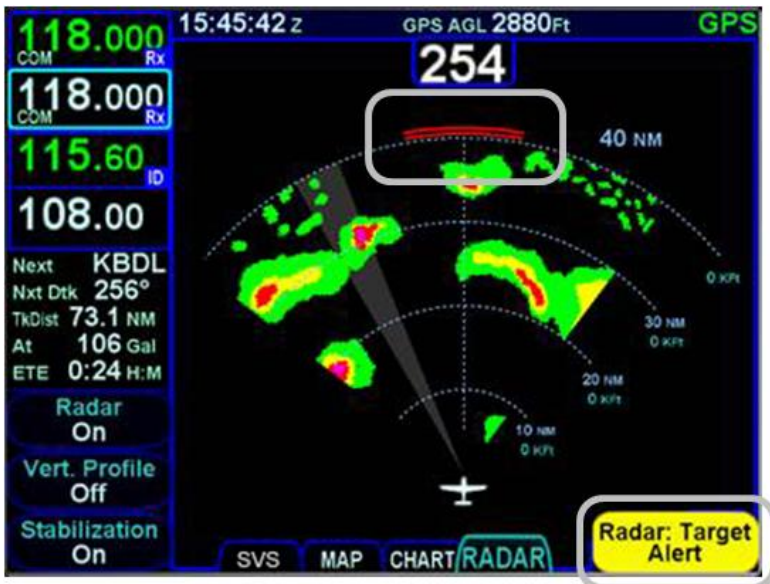 15:45:42 Z GPS AGL 2880Ft GPS
118.000
COM Rx
254
118.000
COM Rx
40 NM
115.60
ID
108.00
Next KBDL
Nxt Dtk 256°
TkDist 73.1 NM
At 106 Gal
ETE 0:24 H:M
0 KFt
30 NM
0 KFt
20 NM
0 KFt
10 NM
0 KFt
Radar
On
Vert. Profile
Off
Stabilization
On
Radar: Target
Alert
SVS MAP CHART RADAR